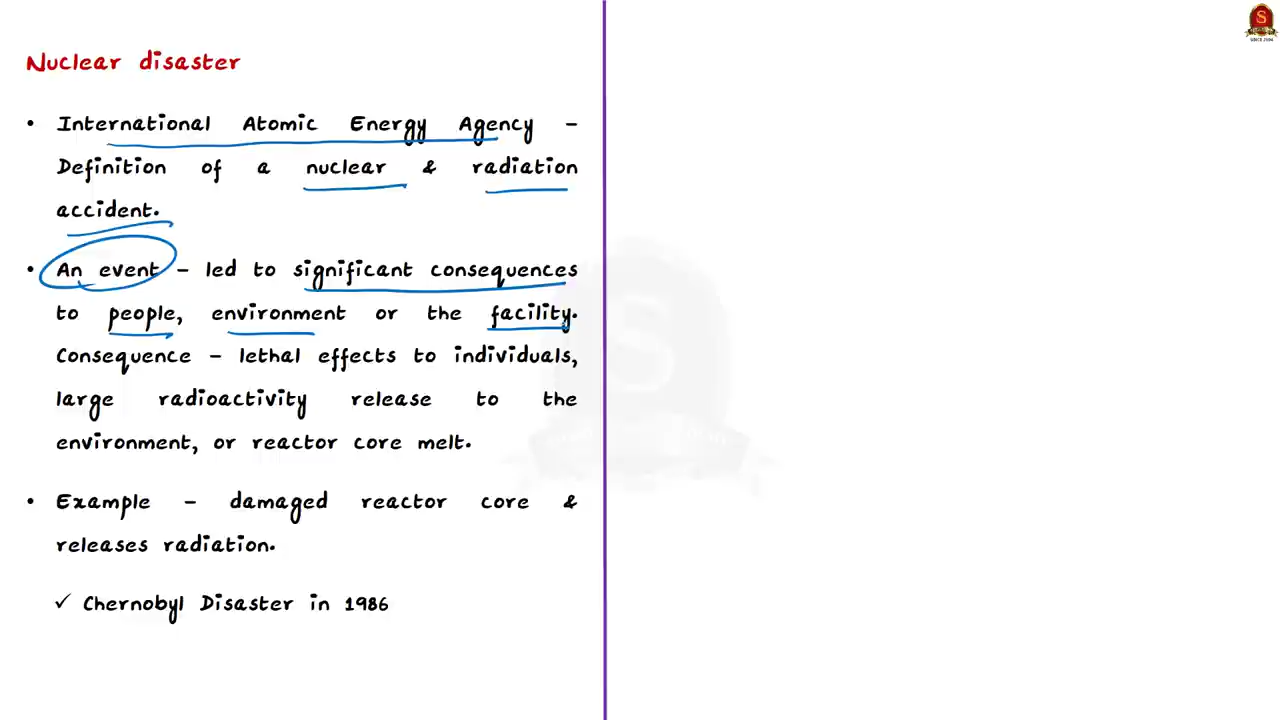 Nuclear disaster
• International Atomic Energy Agency –
Definition of a nuclear & radiation
accident.
• An event – led to significant consequences
to people, environment or the facility.
Consequence – lethal effects to individuals,
large radioactivity release to the
environment, or reactor core melt.
• Example – damaged reactor core &
releases radiation.
✓ Chernobyl Disaster in 1986
S
SINCE 2004